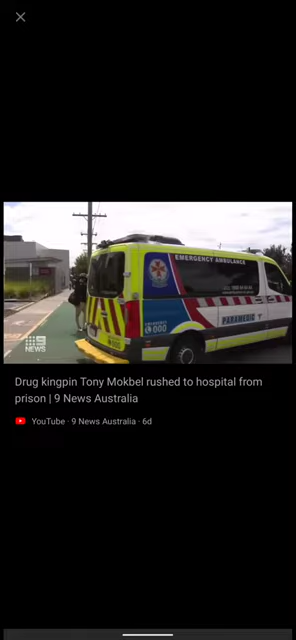 EMERGENCY AMBULANCE
PARAMEDIC
EMERGENCY
000
9
NEWS
Drug kingpin Tony Mokbel rushed to hospital from
prison | 9 News Australia
YouTube · 9 News Australia · 6d